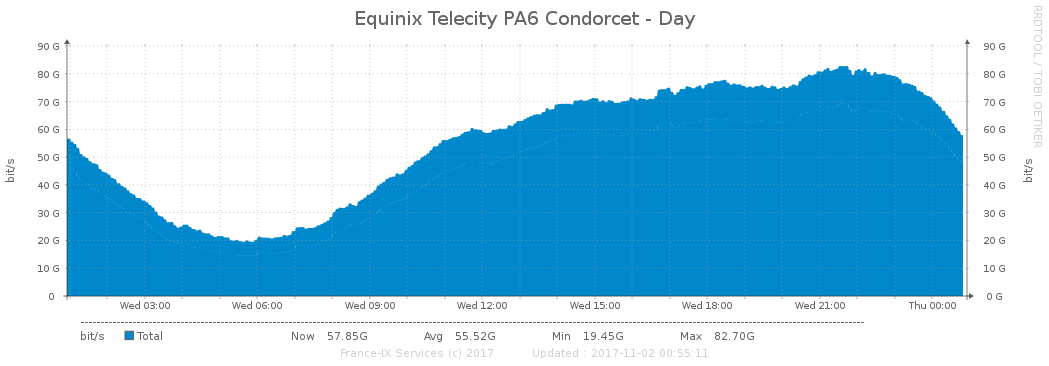 Equinix Telecity PA6 Condorcet - Day
RRDTOOL / TOBI OETIKER
bit/s
90 G
80 G
70 G
60 G
50 G
40 G
30 G
20 G
10 G
0
90 G
80 G
70 G
60 G
50 G
40 G
30 G
20 G
10 G
0 G
bit/s
Wed 03:00 Wed 06:00 Wed 09:00 Wed 12:00 Wed 15:00 Wed 18:00 Wed 21:00 Thu 00:00
bit/s Total Now 57.85G Avg 55.52G Min 19.45G Max 82.70G
France-IX Services (c) 2017 Updated : 2017-11-02 00:55:11